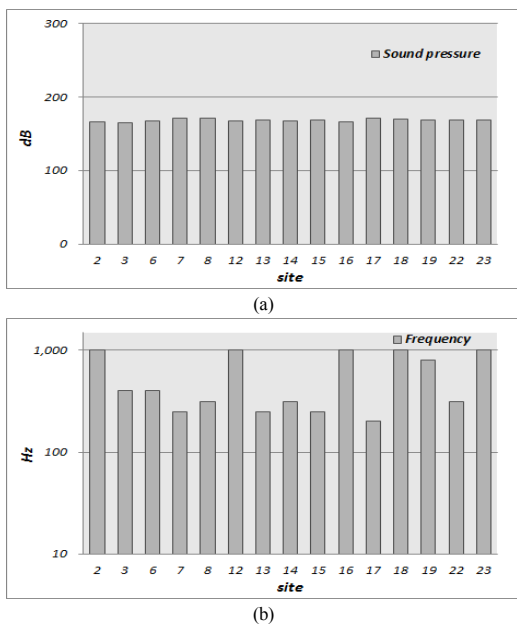 300
Sound pressure
200
dB
100
0
2 3 6 7 8 12 13 14 15 16 17 18 19 22 23
site
(a)
Frequency
1,000
Hz
100
10
2 3 6 7 8 12 13 14 15 16 17 18 19 22 23
site
(b)